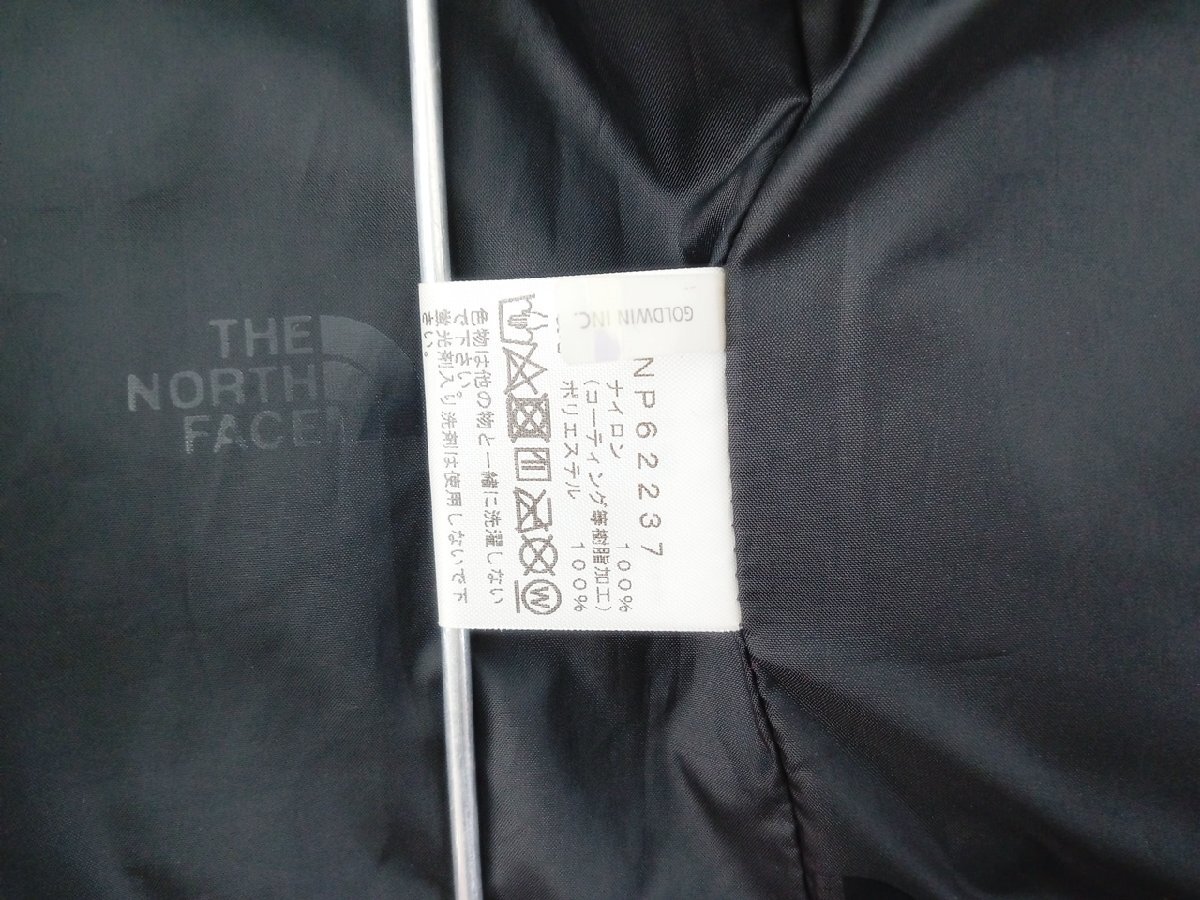 THE
NORTH
FACE
GOLDWIN INC.
NP62237
ナイロン 100%
(コーティング等樹脂加工)
ポリエステル 100%
W
色物は他の物と一緒に洗濯しない
で下さい。
蛍光剤入り洗剤は使用しないで下
さい。